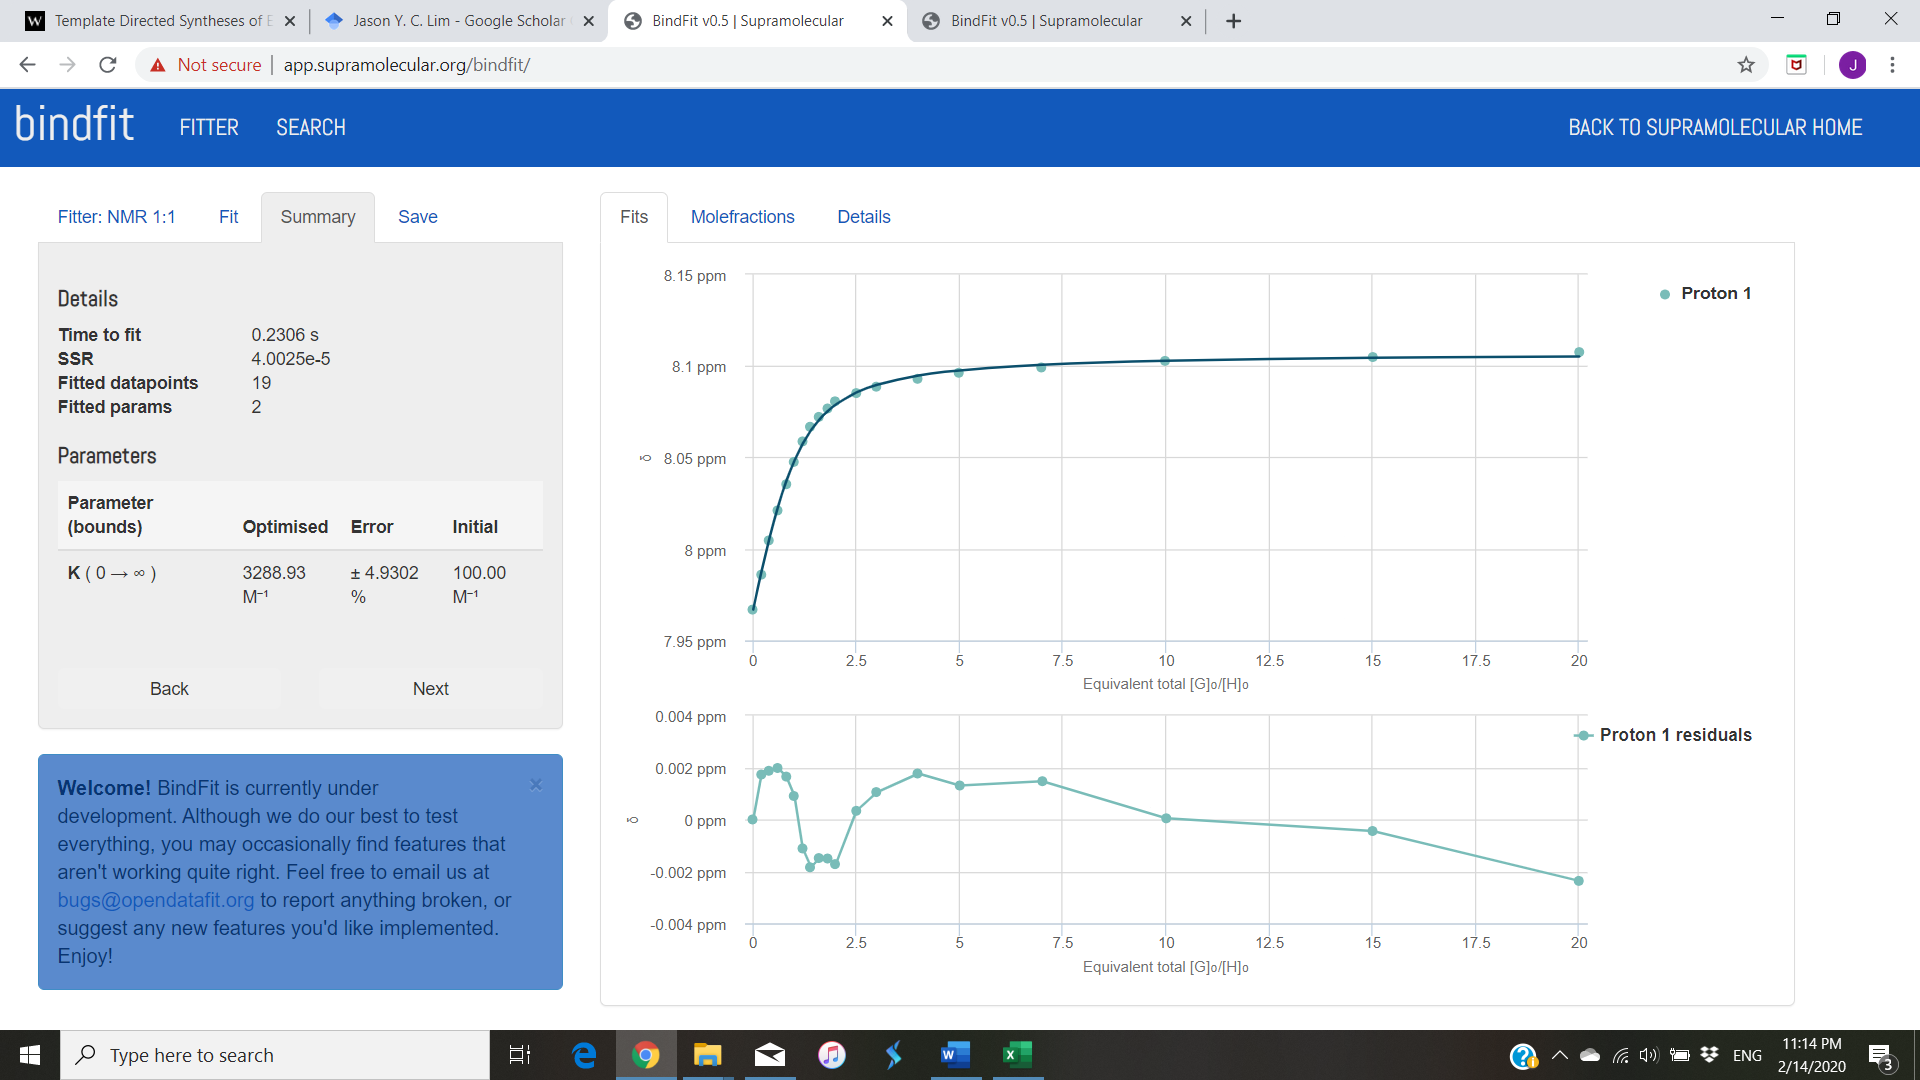 Template Directed Syntheses of E
Jason Y. C. Lim - Google Scholar
BindFit v0.5 | Supramolecular
BindFit v0.5 | Supramolecular
Not secure | app.supramolecular.org/bindfit/
J
bindfit FITTER SEARCH BACK TO SUPRAMOLECULAR HOME
Fitter: NMR 1:1 Fit Summary Save
Details
Time to fit 0.2306 s
SSR 4.0025e-5
Fitted datapoints 19
Fitted params 2
Parameters
Parameter
(bounds) Optimised Error Initial
K ( 0 → ∞ ) 3288.93 ± 4.9302 100.00
M⁻¹ % M⁻¹
Back Next
Welcome! BindFit is currently under
development. Although we do our best to test
everything, you may occasionally find features that
aren't working quite right. Feel free to email us at
bugs@opendatafit.org to report anything broken, or
suggest any new features you'd like implemented.
Enjoy!
×
Fits Molefractions Details
8.15 ppm
8.1 ppm
δ 8.05 ppm
8 ppm
7.95 ppm
0 2.5 5 7.5 10 12.5 15 17.5 20
Equivalent total [G]₀/[H]₀
Proton 1
0.004 ppm
0.002 ppm
δ 0 ppm
-0.002 ppm
-0.004 ppm
0 2.5 5 7.5 10 12.5 15 17.5 20
Equivalent total [G]₀/[H]₀
Proton 1 residuals
Type here to search
ENG
11:14 PM
2/14/2020
3